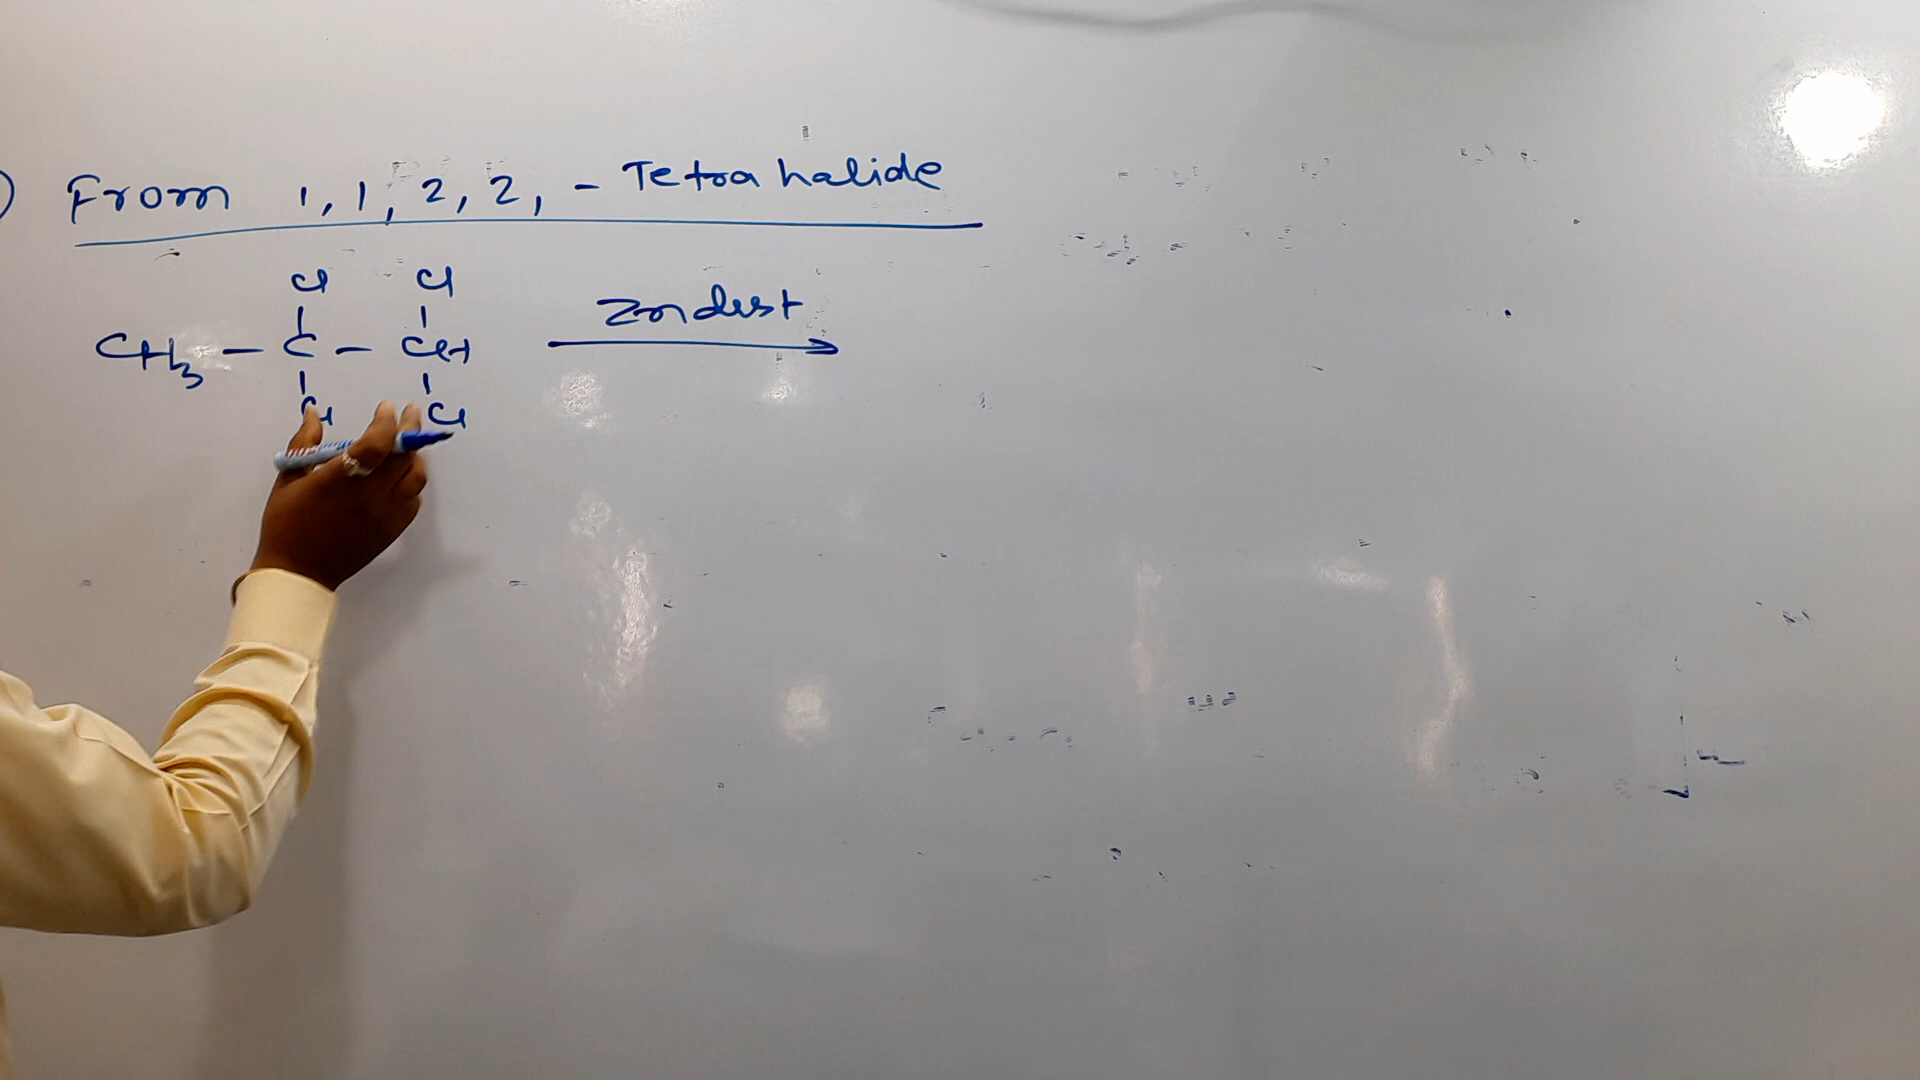 ) From 1, 1, 2, 2, - Tetra halide
Cl Cl
CH3 - C - CH Zn dust
Cl Cl